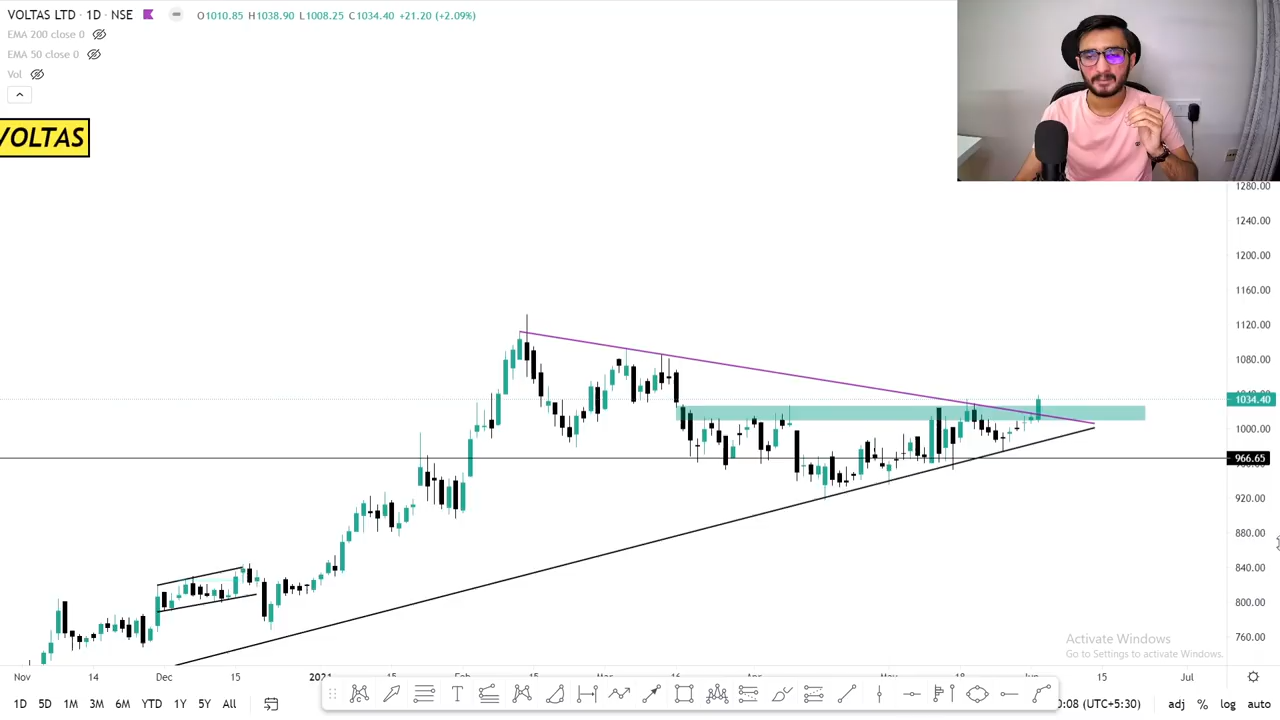 VOLTAS LTD · 1D · NSE
O1010.85 H1038.90 L1008.25 C1034.40 +21.20 (+2.09%)
EMA 200 close 0
EMA 50 close 0
Vol
VOLTAS
1280.00
1240.00
1200.00
1160.00
1120.00
1080.00
1034.40
1000.00
966.65
920.00
880.00
840.00
800.00
760.00
Activate Windows
Go to Settings to activate Windows.
Nov 14 Dec 15 2021 15 Feb 15 Mar Apr May 18 Jun 15 Jul
1D 5D 1M 3M 6M YTD 1Y 5Y All
0:08 (UTC+5:30) adj % log auto